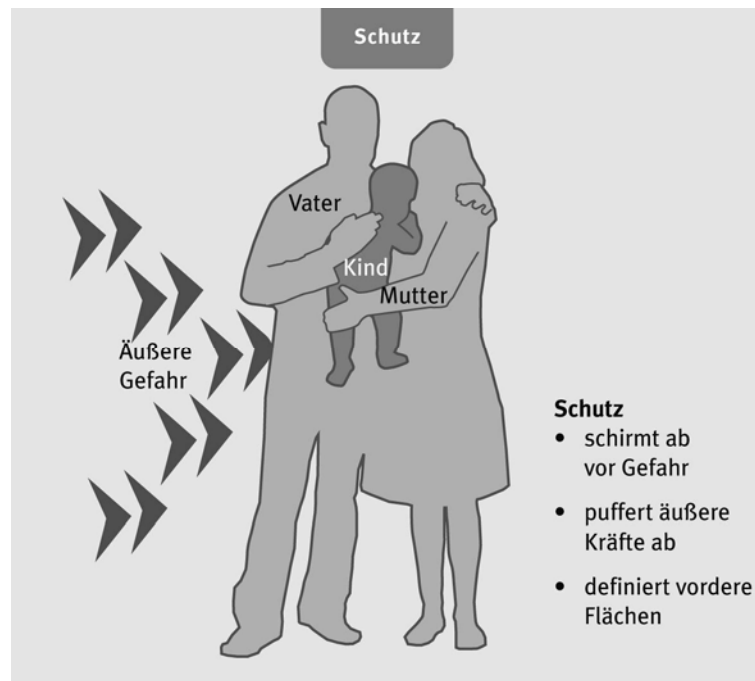 Schutz
Vater
Kind
Mutter
Äußere
Gefahr
Schutz
• schirmt ab
vor Gefahr
• puffert äußere
Kräfte ab
• definiert vordere
Flächen